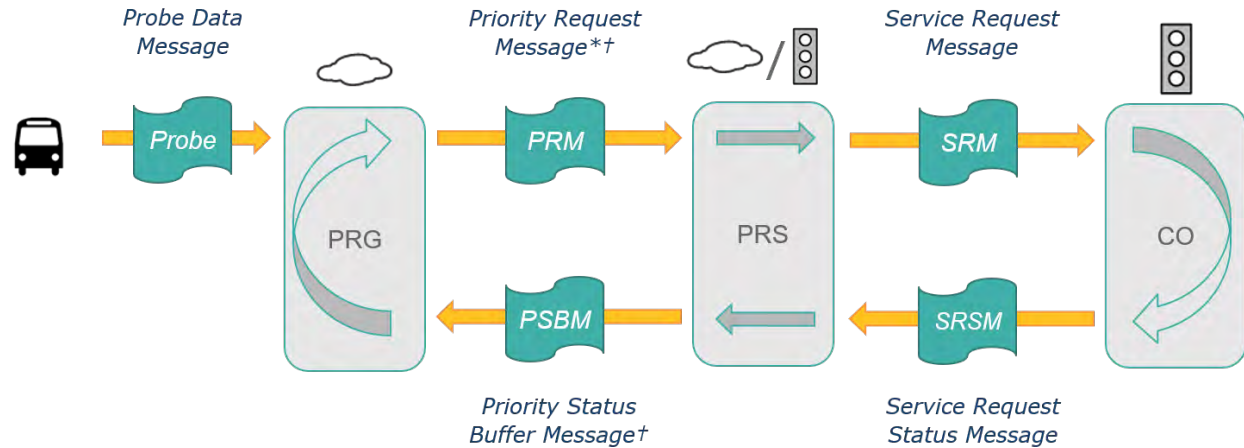 Probe Data
Message
Priority Request
Message*†
Service Request
Message
Probe
PRM
SRM
PRG
PRS
CO
PSBM
SRSM
Priority Status
Buffer Message†
Service Request
Status Message